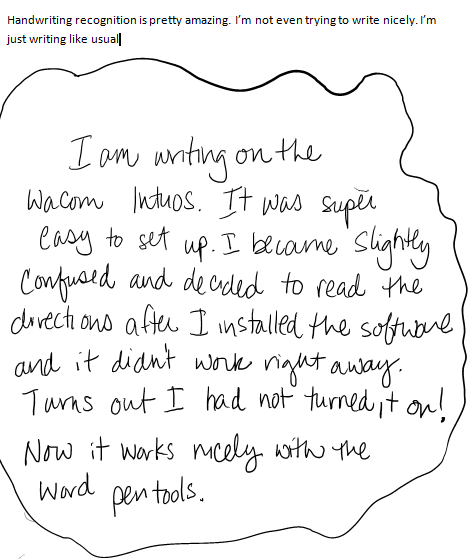 Handwriting recognition is pretty amazing. I'm not even trying to write nicely. I'm
just writing like usual
I am writing on the
Wacom Intuos. It was super
easy to set up. I became slightly
confused and decided to read the
directions after I installed the software
and it didn't work right away.
Turns out I had not turned it on!
Now it works nicely with the
Word pen tools.